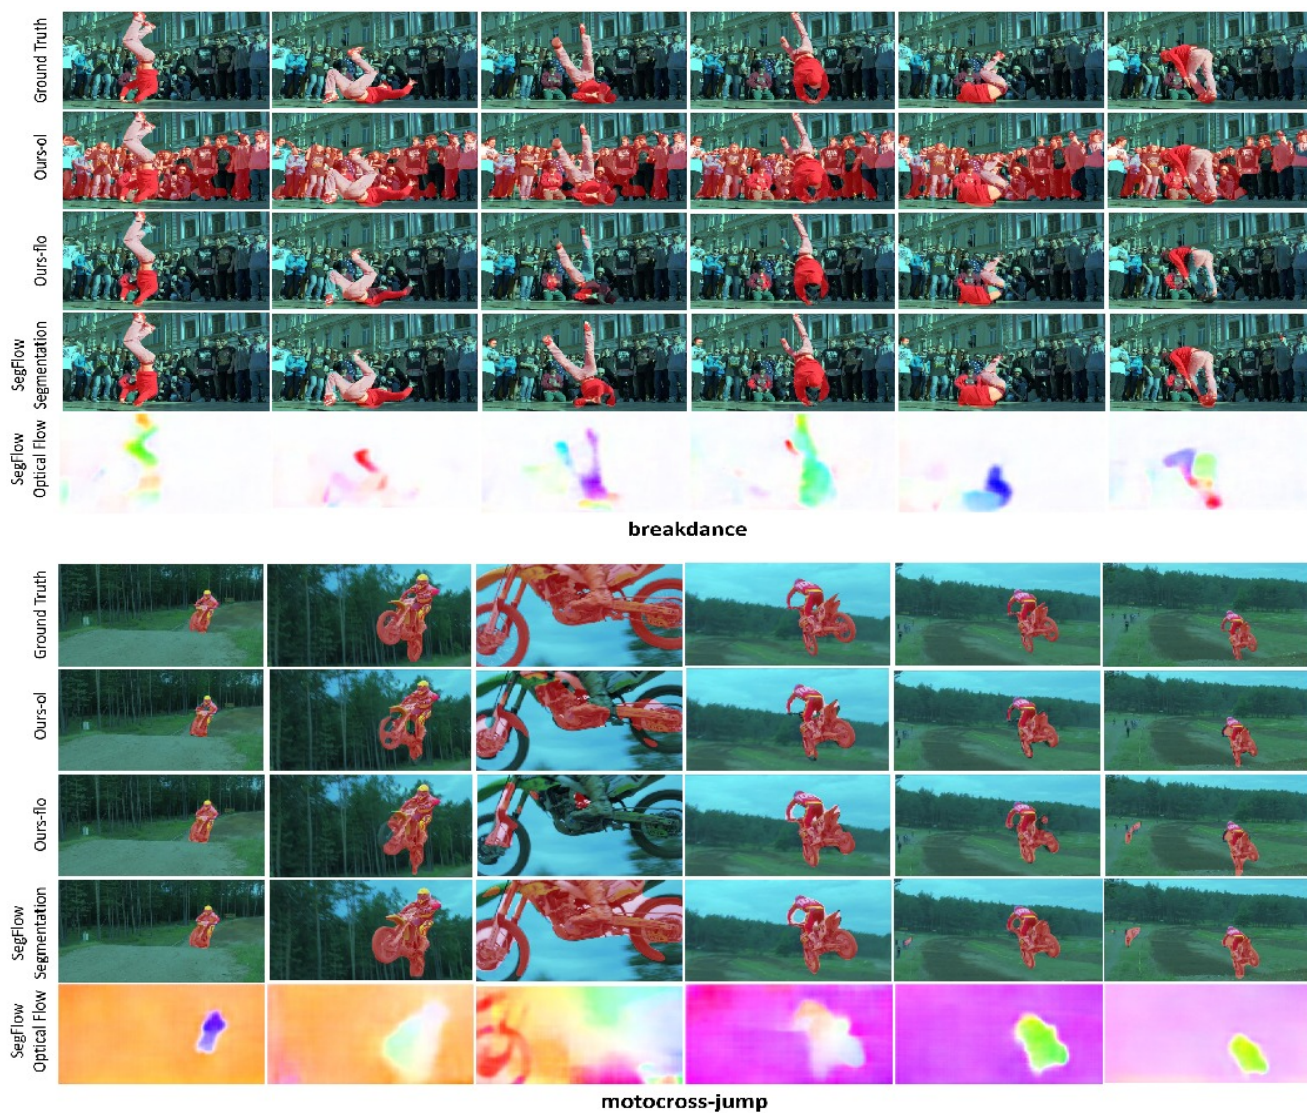 Ground Truth
Ours-ol
Ours-flo
SegFlow
Segmentation
SegFlow
Optical Flow
breakdance
Ground Truth
Ours-ol
Ours-flo
SegFlow
Segmentation
SegFlow
Optical Flow
motocross-jump